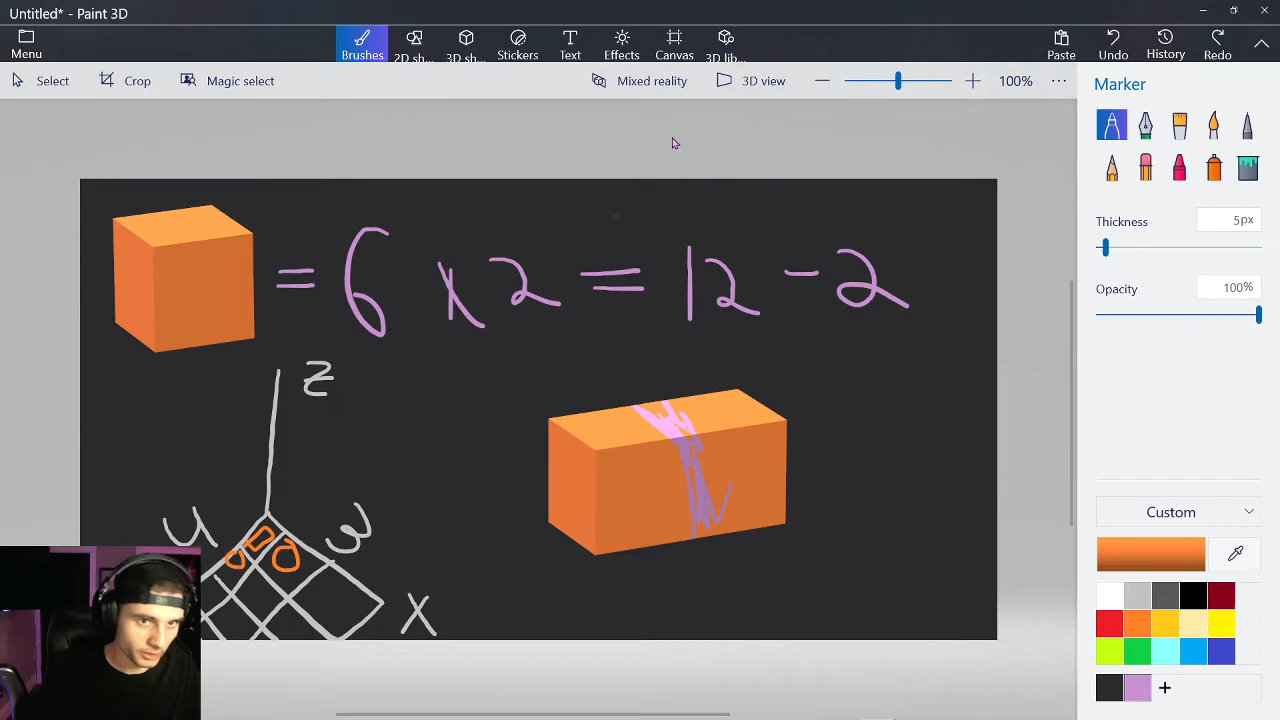 Untitled* - Paint 3D
Menu
Brushes
2D sh...
3D sh...
Stickers
Text
Effects
Canvas
3D lib...
Paste
Undo
History
Redo
Select
Crop
Magic select
Mixed reality
3D view
100%
Marker
Thickness
5px
Opacity
100%
Custom
= 6 x 2 = 12 - 2
z
y
w
x